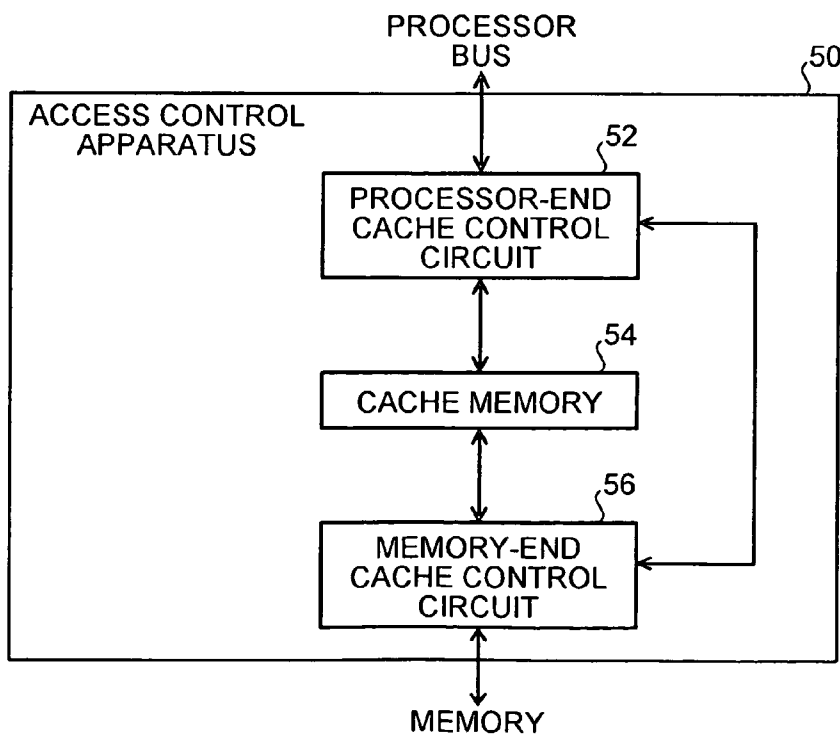 PROCESSOR
BUS
50
ACCESS CONTROL
APPARATUS
52
PROCESSOR-END
CACHE CONTROL
CIRCUIT
54
CACHE MEMORY
56
MEMORY-END
CACHE CONTROL
CIRCUIT
MEMORY